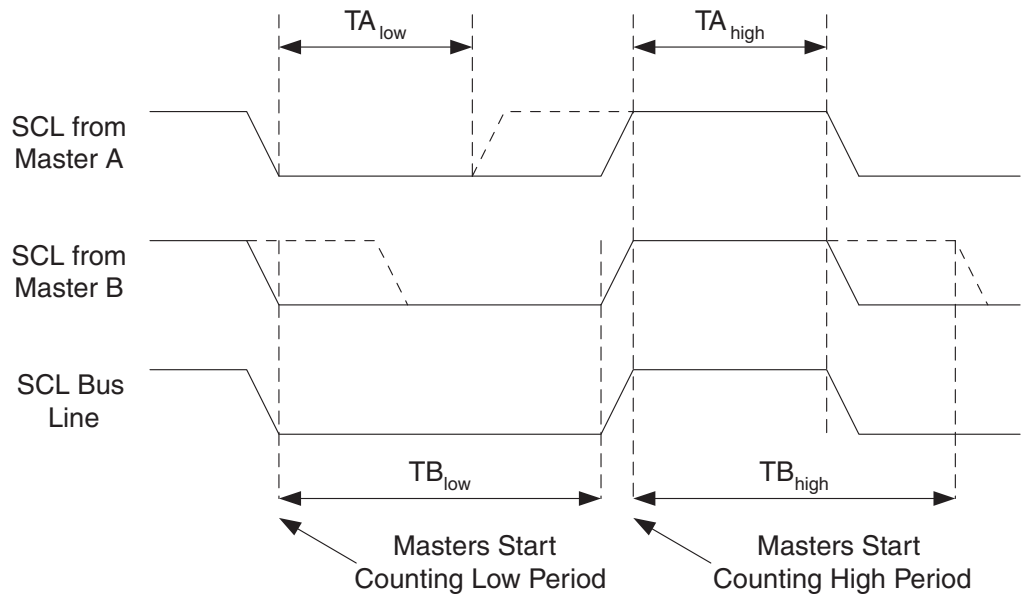 TA low
TA high
SCL from
Master A
SCL from
Master B
SCL Bus
Line
TB low
TB high
Masters Start
Counting Low Period
Masters Start
Counting High Period